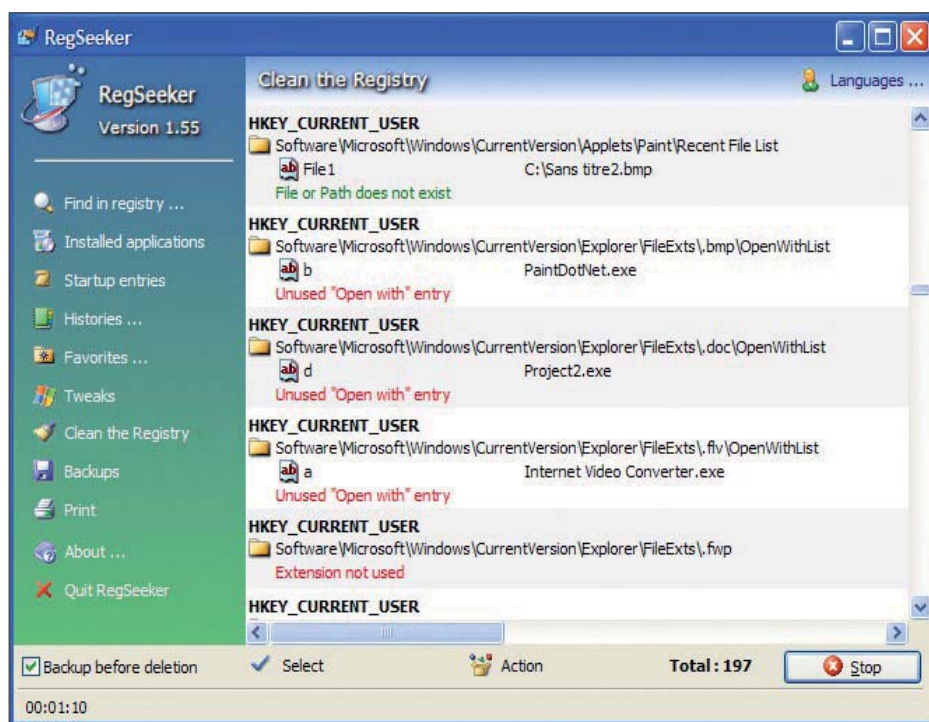 RegSeeker
RegSeeker
Version 1.55
Find in registry ...
Installed applications
Startup entries
Histories ...
Favorites ...
Tweaks
Clean the Registry
Backups
Print
About ...
Quit RegSeeker
Clean the Registry
Languages ...
HKEY_CURRENT_USER
Software\Microsoft\Windows\CurrentVersion\Applets\Paint\Recent File List
ab File1 C:\Sans titre2.bmp
File or Path does not exist
HKEY_CURRENT_USER
Software\Microsoft\Windows\CurrentVersion\Explorer\FileExts\.bmp\OpenWithList
ab b PaintDotNet.exe
Unused "Open with" entry
HKEY_CURRENT_USER
Software\Microsoft\Windows\CurrentVersion\Explorer\FileExts\.doc\OpenWithList
ab d Project2.exe
Unused "Open with" entry
HKEY_CURRENT_USER
Software\Microsoft\Windows\CurrentVersion\Explorer\FileExts\.flv\OpenWithList
ab a Internet Video Converter.exe
Unused "Open with" entry
HKEY_CURRENT_USER
Software\Microsoft\Windows\CurrentVersion\Explorer\FileExts\.fwp
Extension not used
HKEY_CURRENT_USER
Backup before deletion Select Action Total : 197 Stop
00:01:10